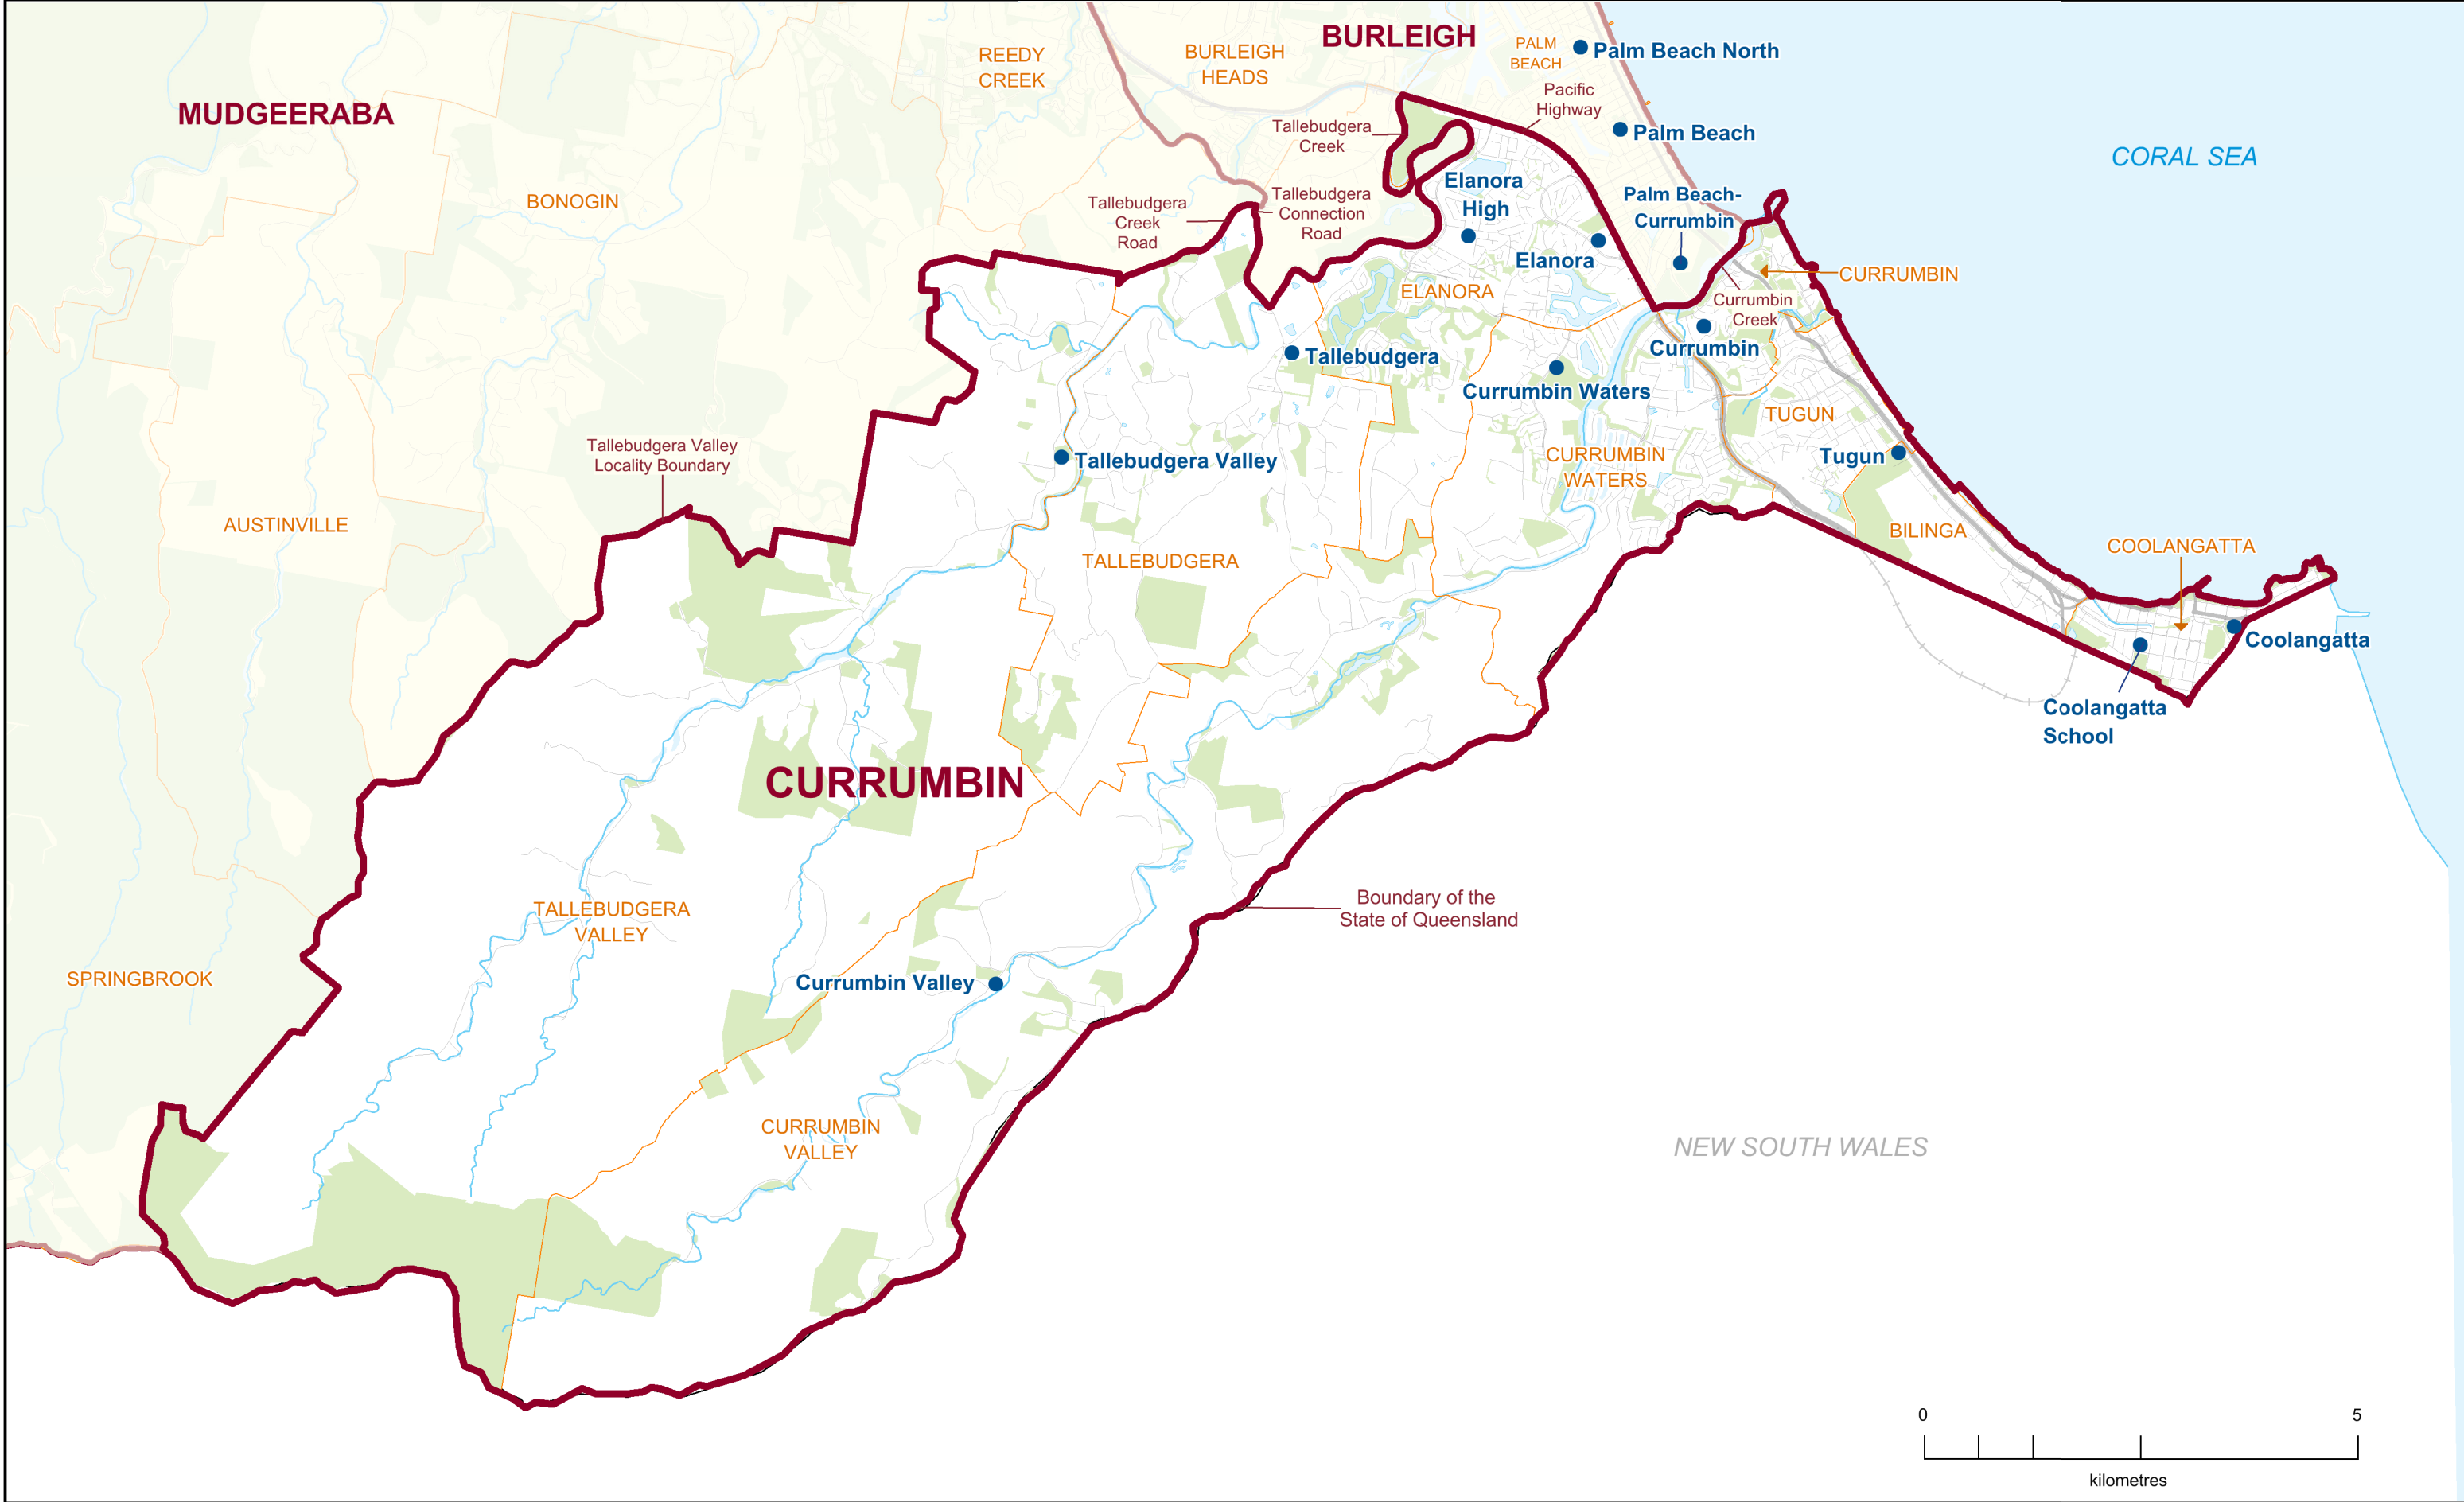 BURLEIGH
PALM
BEACH
Palm Beach North
REEDY
CREEK
BURLEIGH
HEADS
MUDGEERABA
Pacific
Highway
Tallebudgera
Creek
Palm Beach
CORAL SEA
BONOGIN
Tallebudgera
Creek
Road
Tallebudgera
Connection
Road
Elanora
High
Palm Beach-
Currumbin
Elanora
CURRUMBIN
ELANORA
Currumbin
Creek
Currumbin
Tallebudgera
Currumbin Waters
TUGUN
Tallebudgera Valley
Locality Boundary
Tallebudgera Valley
CURRUMBIN
WATERS
Tugun
AUSTINVILLE
BILINGA
COOLANGATTA
TALLEBUDGERA
Coolangatta
Coolangatta
School
CURRUMBIN
Boundary of the
State of Queensland
TALLEBUDGERA
VALLEY
SPRINGBROOK
Currumbin Valley
CURRUMBIN
VALLEY
NEW SOUTH WALES
0
5
kilometres